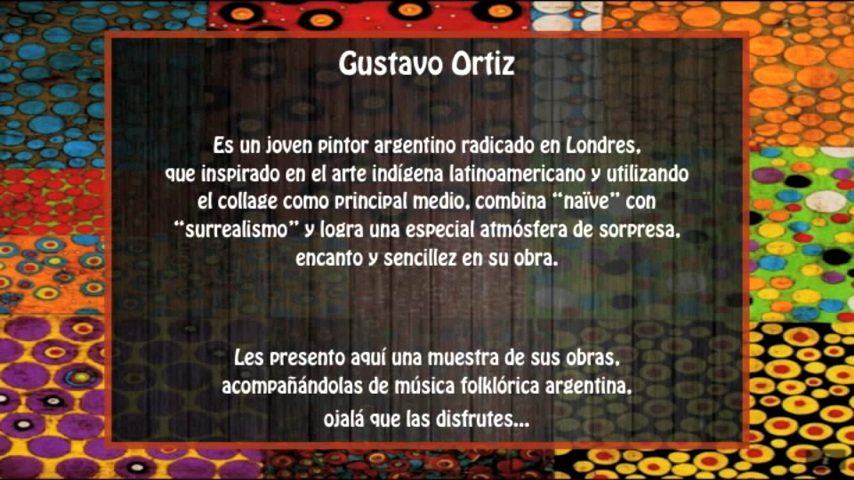 Gustavo Ortiz
Es un joven pintor argentino radicado en Londres,
que inspirado en el arte indígena latinoamericano y utilizando
el collage como principal medio, combina “naïve” con
“surrealismo” y logra una especial atmósfera de sorpresa,
encanto y sencillez en su obra.
Les presento aquí una muestra de sus obras,
acompañándolas de música folklórica argentina,
ojalá que las disfrutes...